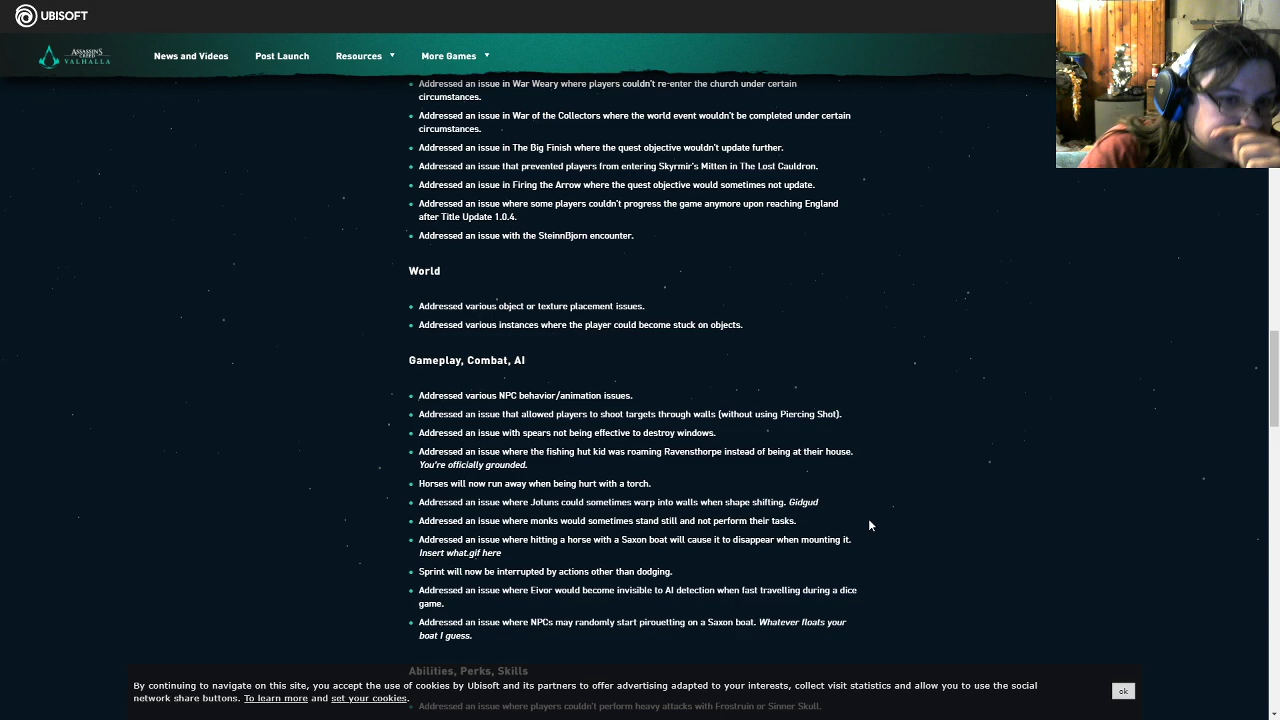 UBISOFT
ASSASSIN'S
CREED
VALHALLA
News and Videos
Post Launch
Resources
More Games
Addressed an issue in War Weary where players couldn't re-enter the church under certain
circumstances.
Addressed an issue in War of the Collectors where the world event wouldn't be completed under certain
circumstances.
Addressed an issue in The Big Finish where the quest objective wouldn't update further.
Addressed an issue that prevented players from entering Skyrmir's Mitten in The Lost Cauldron.
Addressed an issue in Firing the Arrow where the quest objective would sometimes not update.
Addressed an issue where some players couldn't progress the game anymore upon reaching England
after Title Update 1.0.4.
Addressed an issue with the SteinnBjorn encounter.
World
Addressed various object or texture placement issues.
Addressed various instances where the player could become stuck on objects.
Gameplay, Combat, AI
Addressed various NPC behavior/animation issues.
Addressed an issue that allowed players to shoot targets through walls (without using Piercing Shot).
Addressed an issue with spears not being effective to destroy windows.
Addressed an issue where the fishing hut kid was roaming Ravensthorpe instead of being at their house.
You're officially grounded.
Horses will now run away when being hurt with a torch.
Addressed an issue where Jotuns could sometimes warp into walls when shape shifting. Gidgud
Addressed an issue where monks would sometimes stand still and not perform their tasks.
Addressed an issue where hitting a horse with a Saxon boat will cause it to disappear when mounting it.
Insert what.gif here
Sprint will now be interrupted by actions other than dodging.
Addressed an issue where Eivor would become invisible to AI detection when fast travelling during a dice
game.
Addressed an issue where NPCs may randomly start pirouetting on a Saxon boat. Whatever floats your
boat I guess.
Abilities, Perks, Skills
By continuing to navigate on this site, you accept the use of cookies by Ubisoft and its partners to offer advertising adapted to your interests, collect visit statistics and allow you to use the social
network share buttons. To learn more and set your cookies.
ok
Addressed an issue where players couldn't perform heavy attacks with Frostruin or Sinner Skull.